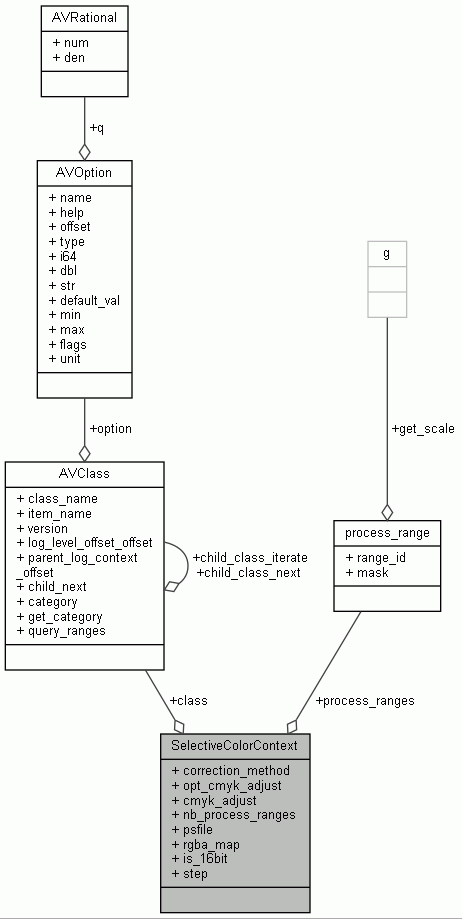 AVRational
+ num
+ den
+q
AVOption
+ name
+ help
+ offset
+ type
+ i64
+ dbl
+ str
+ default_val
+ min
+ max
+ flags
+ unit
g
+option
+get_scale
AVClass
+ class_name
+ item_name
+ version
+ log_level_offset_offset
+ parent_log_context
_offset
+ child_next
+ category
+ get_category
+ query_ranges
+child_class_iterate
+child_class_next
process_range
+ range_id
+ mask
+class
+process_ranges
SelectiveColorContext
+ correction_method
+ opt_cmyk_adjust
+ cmyk_adjust
+ nb_process_ranges
+ psfile
+ rgba_map
+ is_16bit
+ step